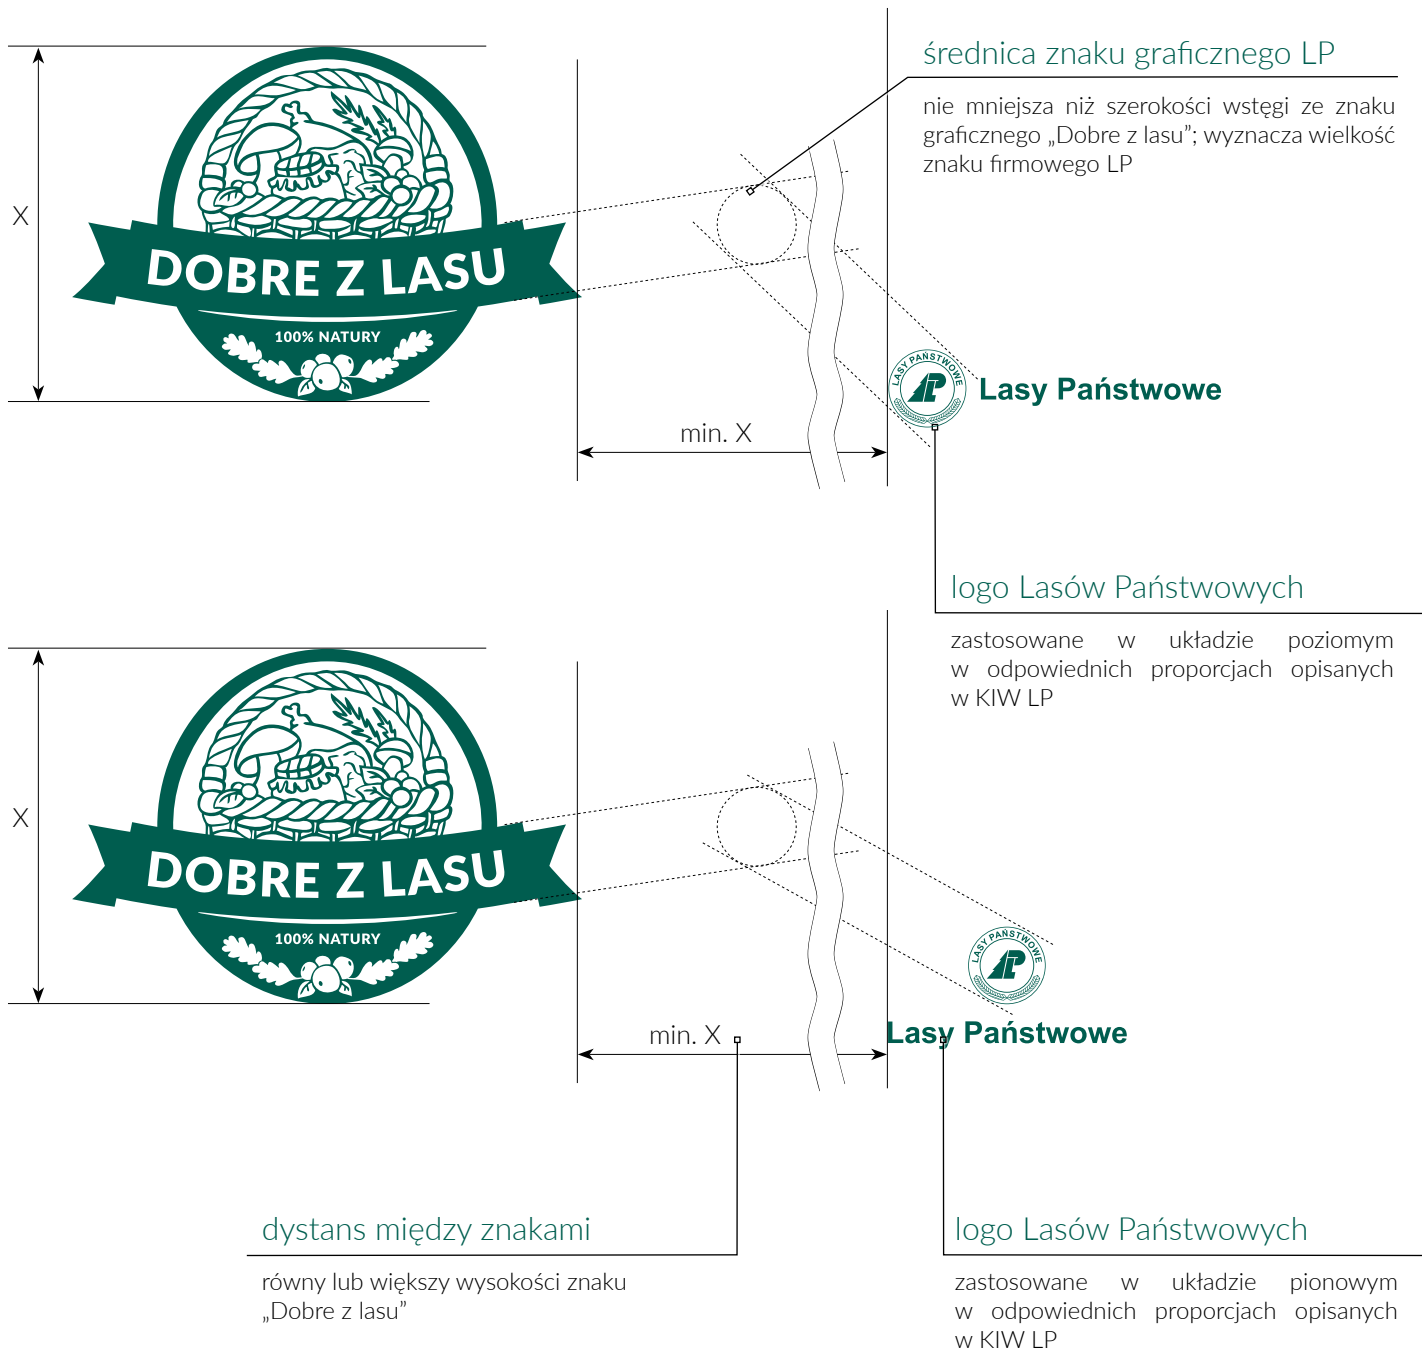 średnica znaku graficznego LP
nie mniejsza niż szerokości wstęgi ze znaku
graficznego „Dobre z lasu”; wyznacza wielkość
znaku firmowego LP
X
DOBRE Z LASU
100% NATURY
LASY PAŃSTWOWE
LP
Lasy Państwowe
min. X
logo Lasów Państwowych
zastosowane w układzie poziomym
w odpowiednich proporcjach opisanych
w KIW LP
X
DOBRE Z LASU
100% NATURY
LASY PAŃSTWOWE
LP
Lasy Państwowe
min. X
dystans między znakami
równy lub większy wysokości znaku
„Dobre z lasu”
logo Lasów Państwowych
zastosowane w układzie pionowym
w odpowiednich proporcjach opisanych
w KIW LP